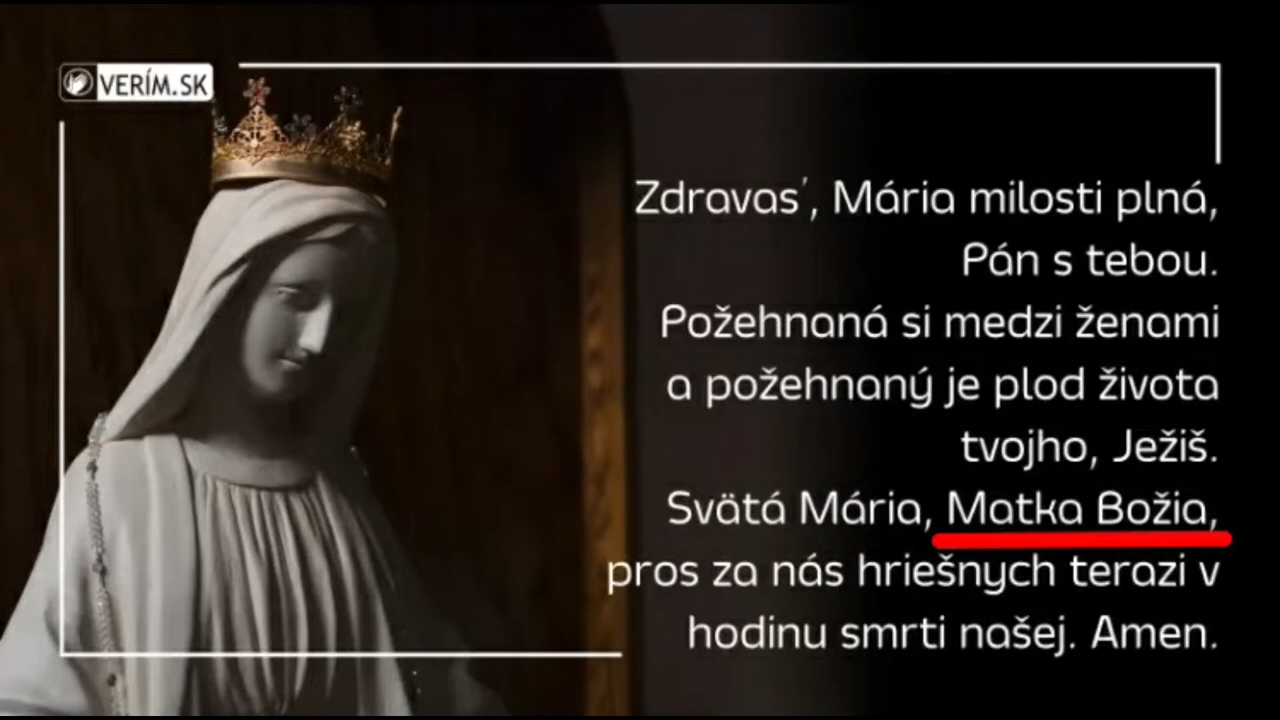 VERÍM.SK
Zdravas', Mária milosti plná,
Pán s tebou.
Požehnaná si medzi ženami
a požehnaný je plod života
tvojho, Ježiš.
Svätá Mária, Matka Božia,
pros za nás hriešnych terazi v
hodinu smrti našej. Amen.